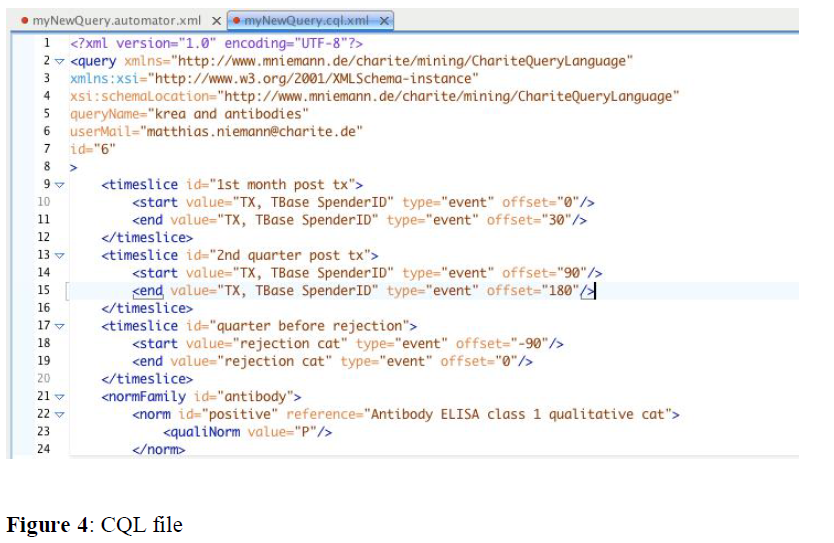 myNewQuery.automator.xml myNewQuery.cql.xml
1 <?xml version="1.0" encoding="UTF-8"?>
2 <query xmlns="http://www.mniemann.de/charite/mining/ChariteQueryLanguage"
3 xmlns:xsi="http://www.w3.org/2001/XMLSchema-instance"
4 xsi:schemaLocation="http://www.mniemann.de/charite/mining/ChariteQueryLanguage"
5 queryName="krea and antibodies"
6 userMail="matthias.niemann@charite.de"
7 id="6"
8 >
9 <timeslice id="1st month post tx">
10 <start value="TX, TBase SpenderID" type="event" offset="0"/>
11 <end value="TX, TBase SpenderID" type="event" offset="30"/>
12 </timeslice>
13 <timeslice id="2nd quarter post tx">
14 <start value="TX, TBase SpenderID" type="event" offset="90"/>
15 <end value="TX, TBase SpenderID" type="event" offset="180"/>
16 </timeslice>
17 <timeslice id="quarter before rejection">
18 <start value="rejection cat" type="event" offset="-90"/>
19 <end value="rejection cat" type="event" offset="0"/>
20 </timeslice>
21 <normFamily id="antibody">
22 <norm id="positive" reference="Antibody ELISA class 1 qualitative cat">
23 <qualiNorm value="P"/>
24 </norm>
Figure 4: CQL file